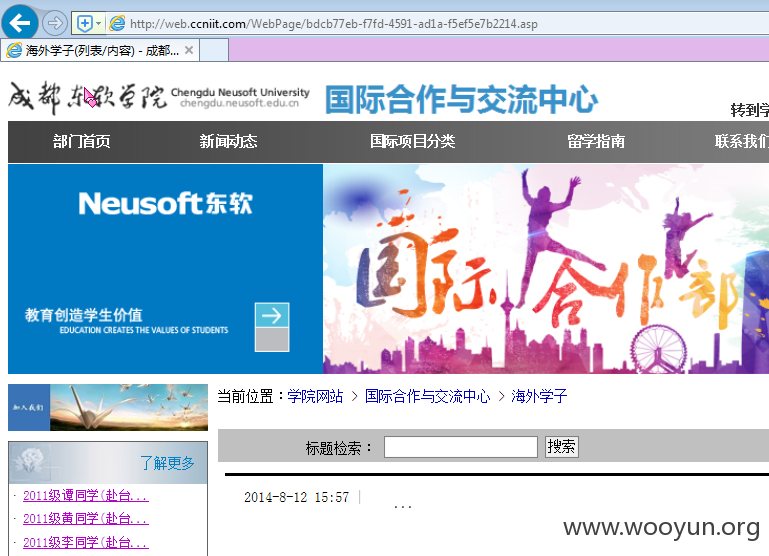 http://web.ccniit.com/WebPage/bdcb77eb-f7fd-4591-ad1a-f5ef5e7b2214.asp
海外学子(列表/内容) - 成都...
成都东软学院 Chengdu Neusoft University
chengdu.neusoft.edu.cn
国际合作与交流中心
转到学
部门首页 新闻动态 国际项目分类 留学指南 联系我们
Neusoft东软
国际合作部
教育创造学生价值
EDUCATION CREATES THE VALUES OF STUDENTS
加入我们
当前位置：学院网站 > 国际合作与交流中心 > 海外学子
标题检索： 搜索
了解更多
2014-8-12 15:57 | ...
· 2011级谭同学(赴台...
· 2011级黄同学(赴台...
· 2011级李同学(赴台...
www.wooyun.org